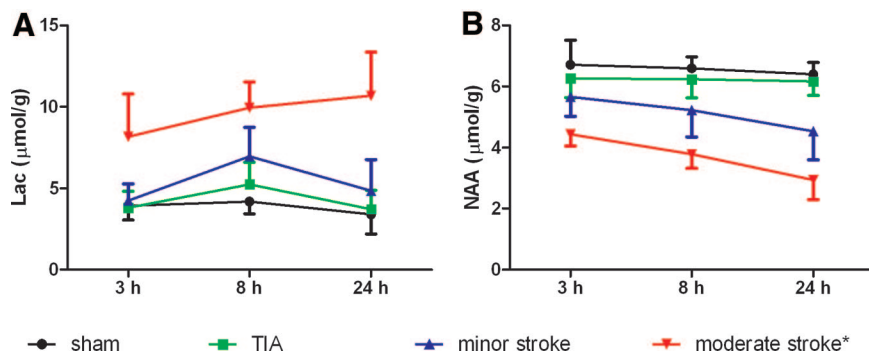 A
B
Lac (μmol/g)
15
10
5
0
3 h
8 h
24 h
NAA (μmol/g)
8
6
4
2
0
3 h
8 h
24 h
sham
TIA
minor stroke
moderate stroke*